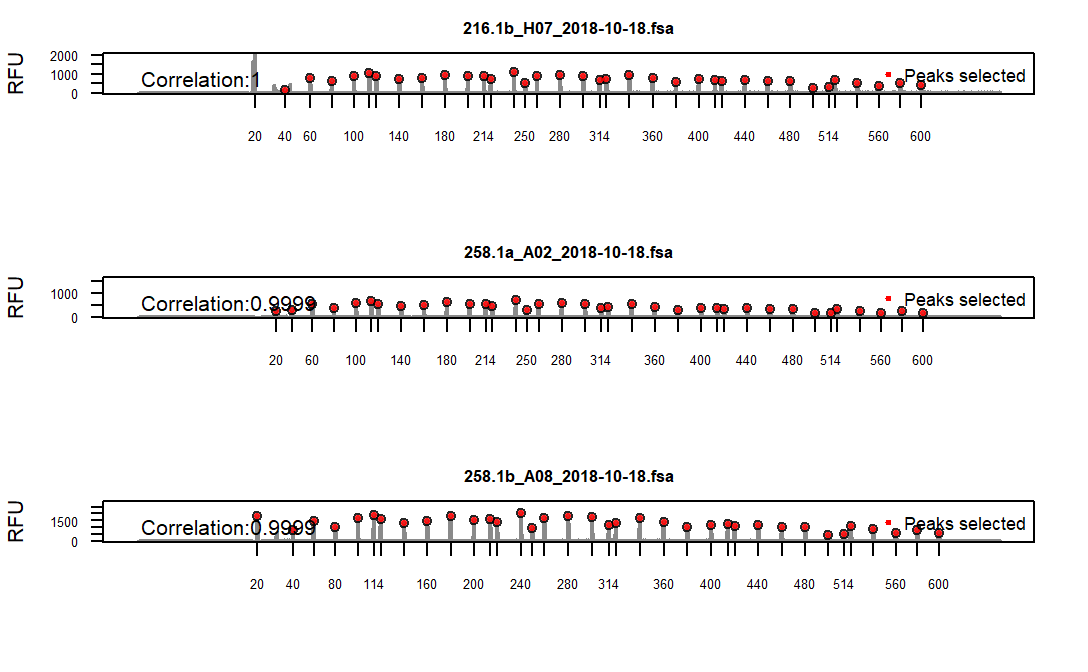 216.1b_H07_2018-10-18.fsa
RFU
2000
1000
0
Correlation:1
Peaks selected
20 40 60 100 140 180 214 250 280 314 360 400 440 480 514 560 600
258.1a_A02_2018-10-18.fsa
RFU
1000
0
Correlation:0.9999
Peaks selected
20 60 100 140 180 214 250 280 314 360 400 440 480 514 560 600
258.1b_A08_2018-10-18.fsa
RFU
1500
0
Correlation:0.9999
Peaks selected
20 40 80 114 160 200 240 280 314 360 400 440 480 514 560 600